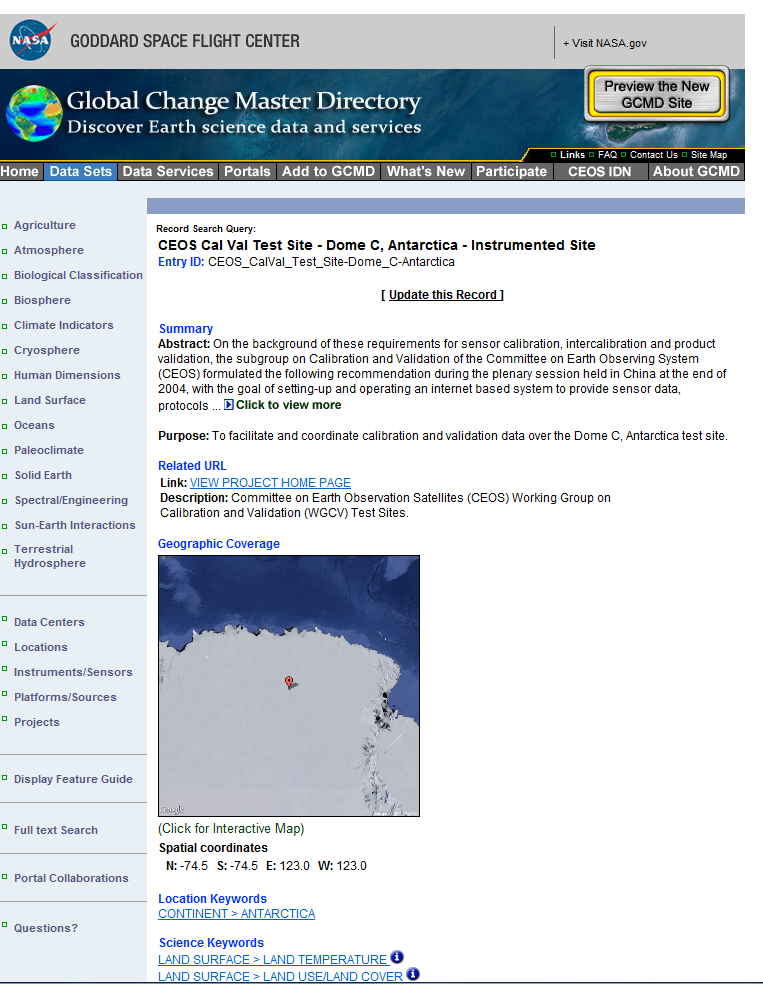 NASA
GODDARD SPACE FLIGHT CENTER
+ Visit NASA.gov
Global Change Master Directory
Discover Earth science data and services
Preview the New
GCMD Site
Links FAQ Contact Us Site Map
Home Data Sets Data Services Portals Add to GCMD What's New Participate CEOS IDN About GCMD
Agriculture
Atmosphere
Biological Classification
Biosphere
Climate Indicators
Cryosphere
Human Dimensions
Land Surface
Oceans
Paleoclimate
Solid Earth
Spectral/Engineering
Sun-Earth Interactions
Terrestrial
Hydrosphere
Data Centers
Locations
Instruments/Sensors
Platforms/Sources
Projects
Display Feature Guide
Full text Search
Portal Collaborations
Questions?
Record Search Query:
CEOS Cal Val Test Site - Dome C, Antarctica - Instrumented Site
Entry ID: CEOS_CalVal_Test_Site-Dome_C-Antarctica
[ Update this Record ]
Summary
Abstract: On the background of these requirements for sensor calibration, intercalibration and product
validation, the subgroup on Calibration and Validation of the Committee on Earth Observing System
(CEOS) formulated the following recommendation during the plenary session held in China at the end of
2004, with the goal of setting-up and operating an internet based system to provide sensor data,
protocols ... Click to view more
Purpose: To facilitate and coordinate calibration and validation data over the Dome C, Antarctica test site.
Related URL
Link: VIEW PROJECT HOME PAGE
Description: Committee on Earth Observation Satellites (CEOS) Working Group on
Calibration and Validation (WGCV) Test Sites.
Geographic Coverage
Google
(Click for Interactive Map)
Spatial coordinates
N: -74.5 S: -74.5 E: 123.0 W: 123.0
Location Keywords
CONTINENT > ANTARCTICA
Science Keywords
LAND SURFACE > LAND TEMPERATURE
LAND SURFACE > LAND USE/LAND COVER